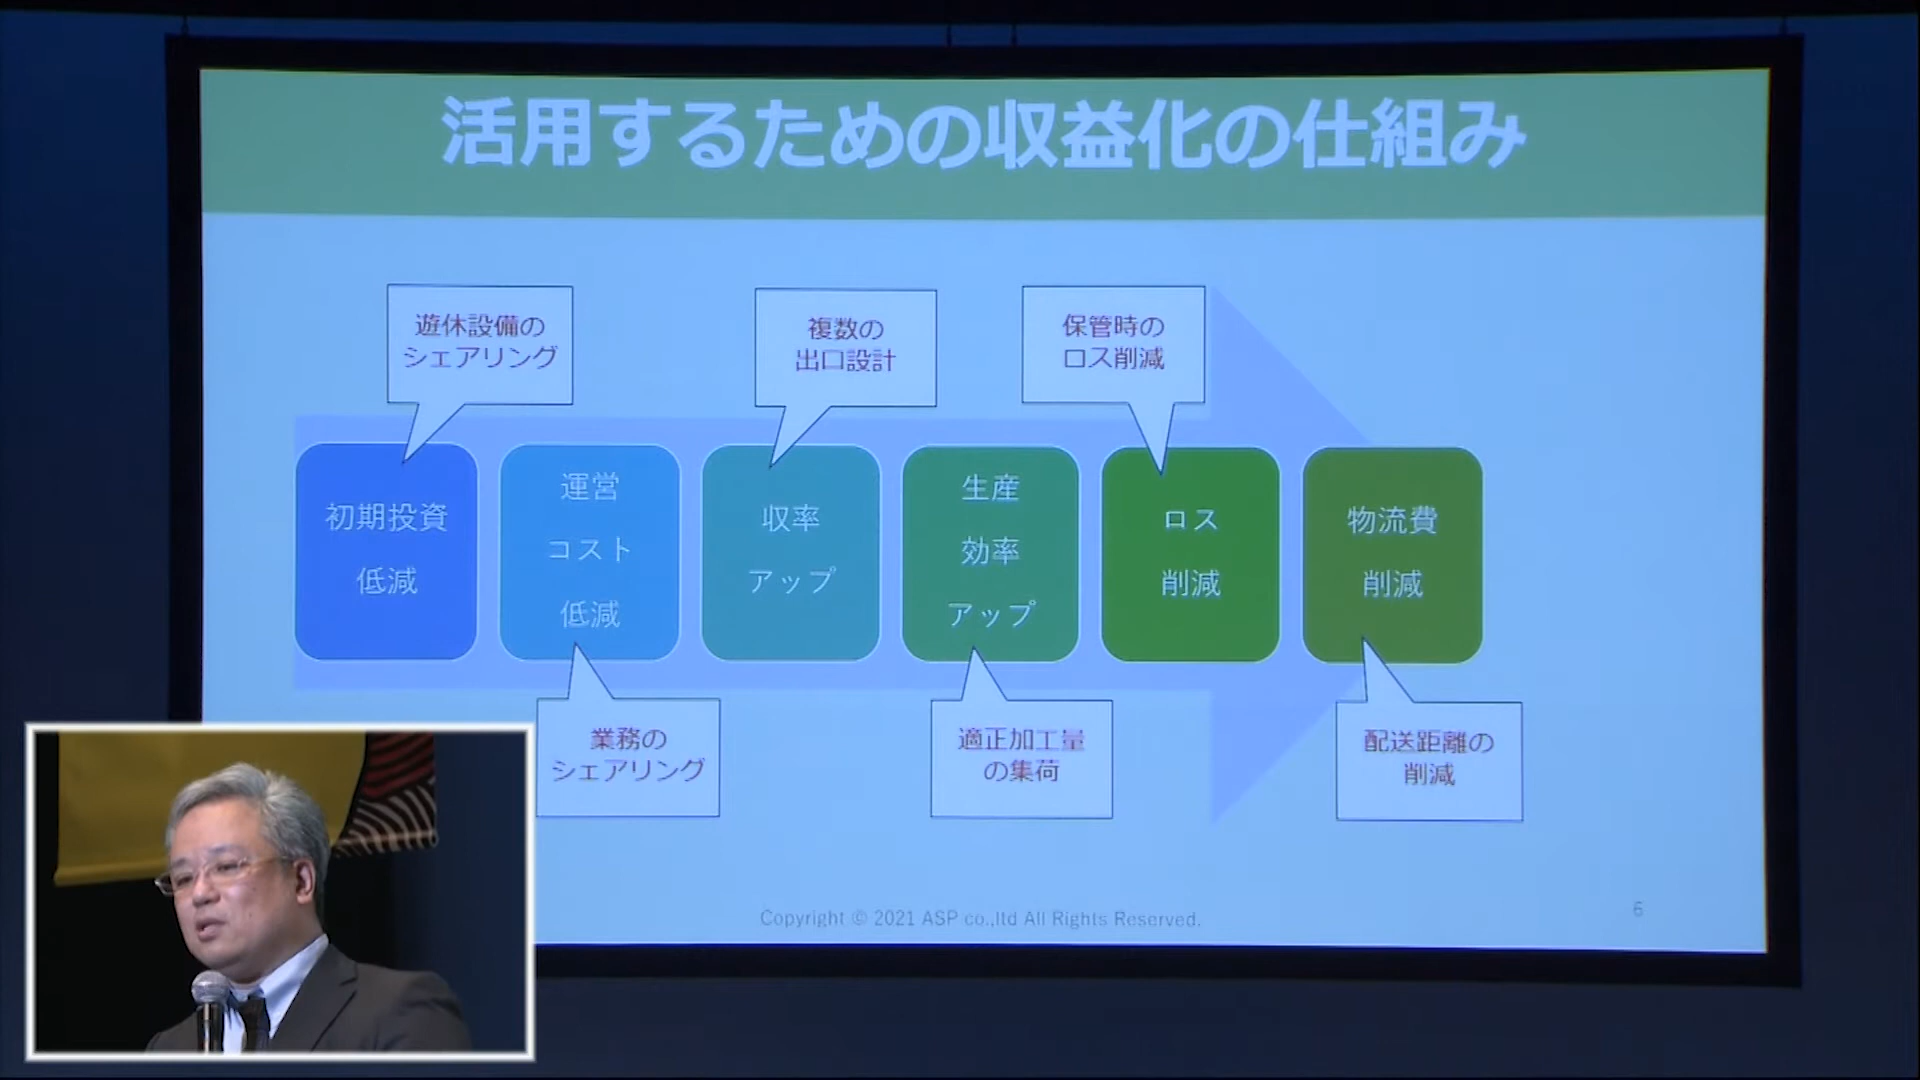 活用するための収益化の仕組み
遊休設備の
シェアリング
複数の
出口設計
保管時の
ロス削減
初期投資
低減
運営
コスト
低減
収率
アップ
生産
効率
アップ
ロス
削減
物流費
削減
業務の
シェアリング
適正加工量
の集荷
配送距離の
削減
Copyright © 2021 ASP co.,ltd All Rights Reserved.
6